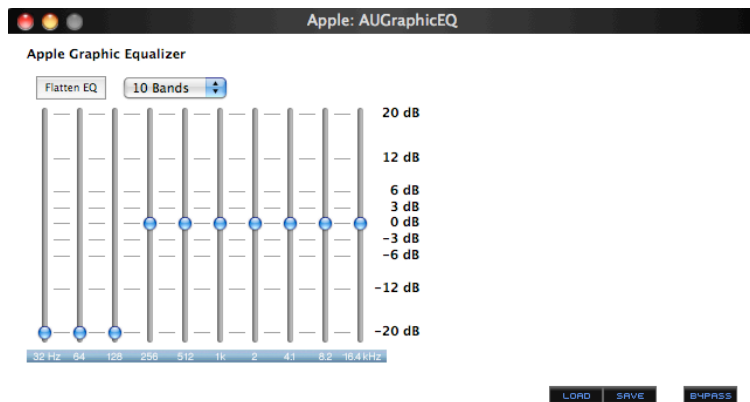 Apple: AUGraphicEQ
Apple Graphic Equalizer
Flatten EQ 10 Bands
20 dB
12 dB
6 dB
3 dB
0 dB
−3 dB
−6 dB
−12 dB
−20 dB
32 Hz 64 128 256 512 1k 2 4.1 8.2 16.4 kHz
LOAD SAVE BYPASS